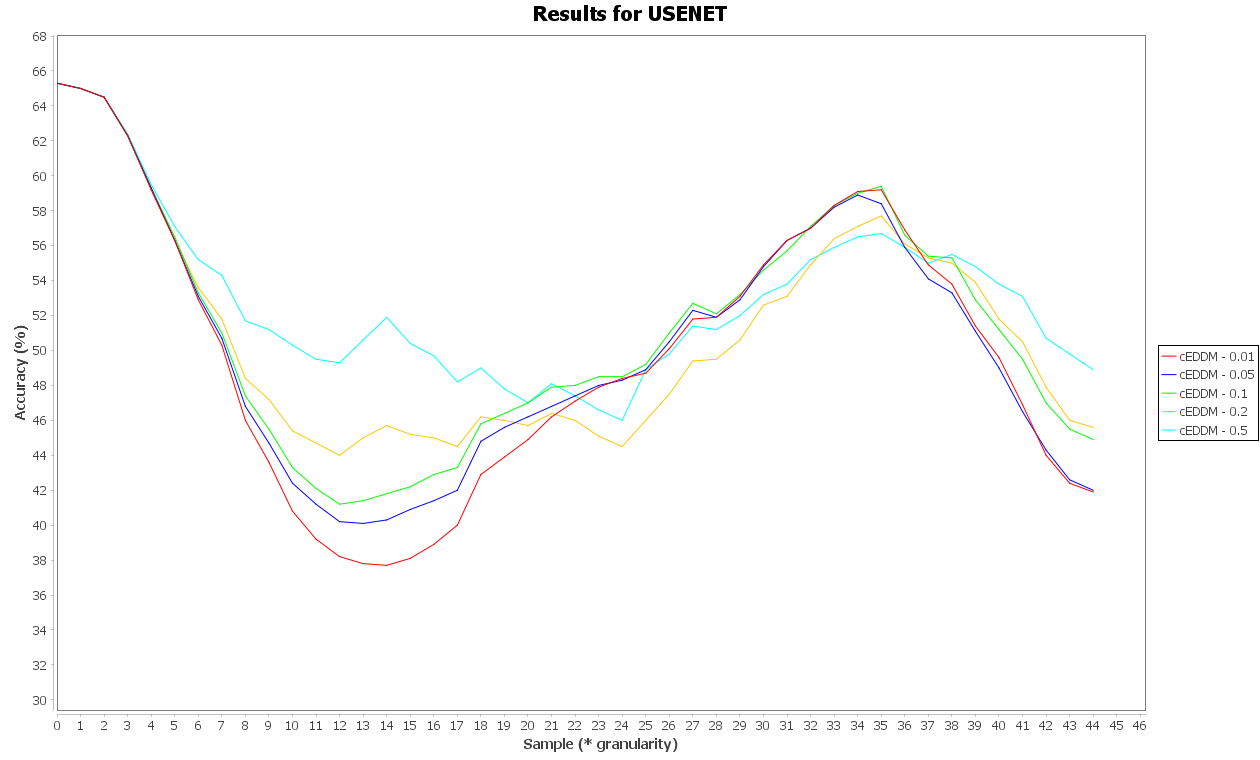 Results for USENET
68
66
64
62
60
58
56
54
52
50
48
46
44
42
40
38
36
34
32
30
Accuracy (%)
0 1 2 3 4 5 6 7 8 9 10 11 12 13 14 15 16 17 18 19 20 21 22 23 24 25 26 27 28 29 30 31 32 33 34 35 36 37 38 39 40 41 42 43 44 45 46
Sample (* granularity)
cEDDM - 0.01
cEDDM - 0.05
cEDDM - 0.1
cEDDM - 0.2
cEDDM - 0.5